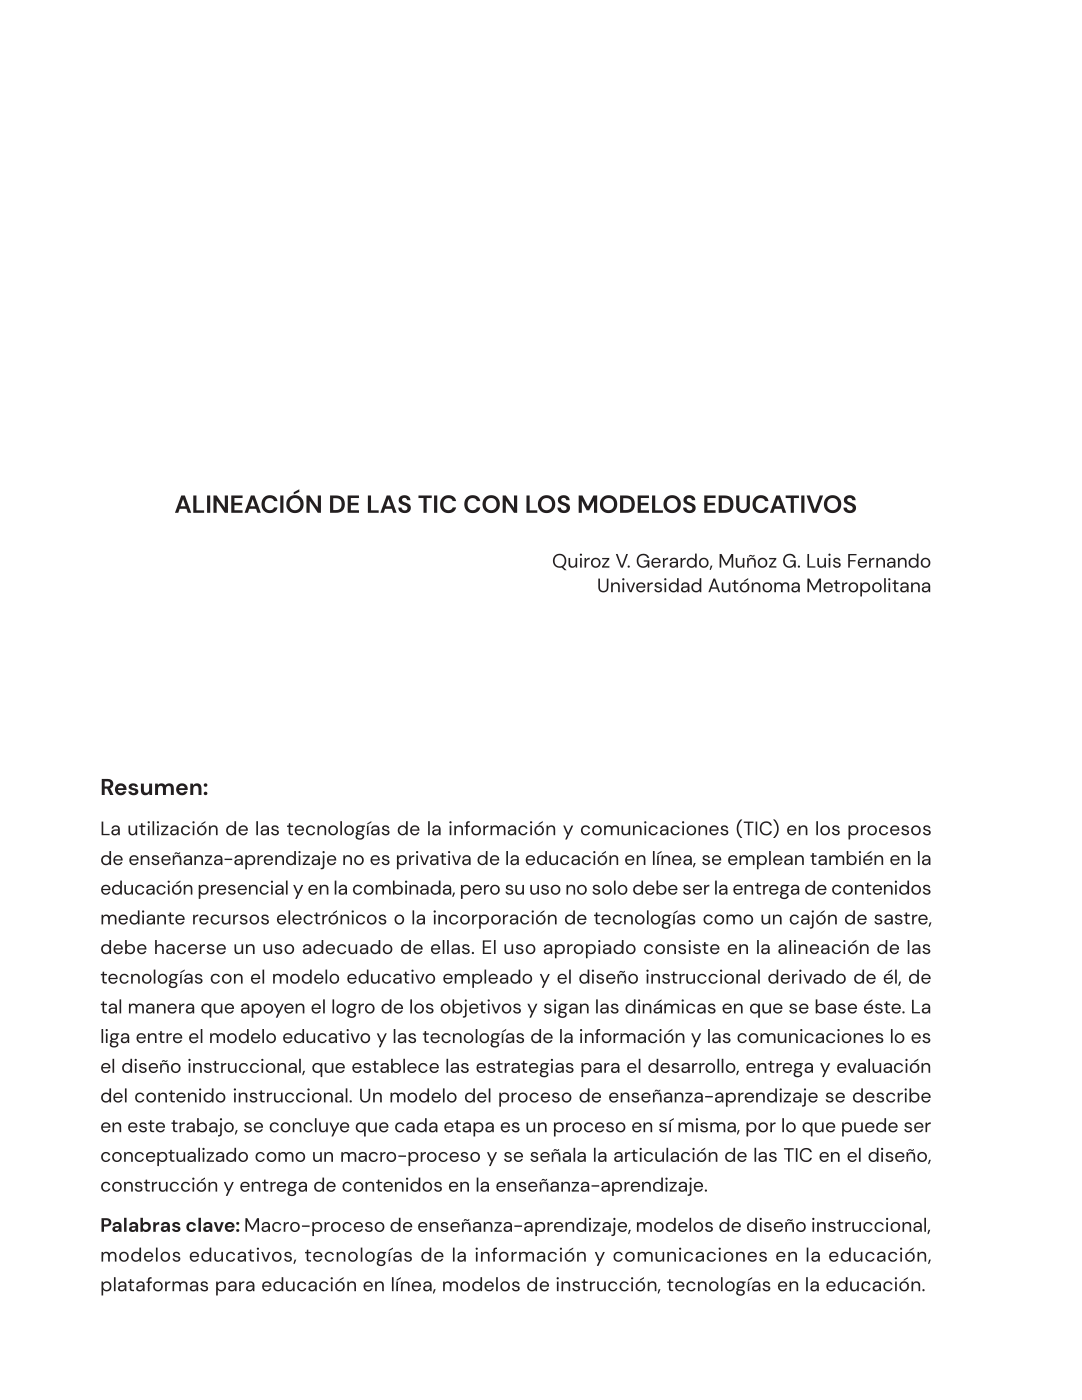 ALINEACIÓN DE LAS TIC CON LOS MODELOS EDUCATIVOS
Quiroz V. Gerardo, Muñoz G. Luis Fernando
Universidad Autónoma Metropolitana
Resumen:
La utilización de las tecnologías de la información y comunicaciones (TIC) en los procesos
de enseñanza-aprendizaje no es privativa de la educación en línea, se emplean también en la
educación presencial y en la combinada, pero su uso no solo debe ser la entrega de contenidos
mediante recursos electrónicos o la incorporación de tecnologías como un cajón de sastre,
debe hacerse un uso adecuado de ellas. El uso apropiado consiste en la alineación de las
tecnologías con el modelo educativo empleado y el diseño instruccional derivado de él, de
tal manera que apoyen el logro de los objetivos y sigan las dinámicas en que se base éste. La
liga entre el modelo educativo y las tecnologías de la información y las comunicaciones lo es
el diseño instruccional, que establece las estrategias para el desarrollo, entrega y evaluación
del contenido instruccional. Un modelo del proceso de enseñanza-aprendizaje se describe
en este trabajo, se concluye que cada etapa es un proceso en sí misma, por lo que puede ser
conceptualizado como un macro-proceso y se señala la articulación de las TIC en el diseño,
construcción y entrega de contenidos en la enseñanza-aprendizaje.
Palabras clave: Macro-proceso de enseñanza-aprendizaje, modelos de diseño instruccional,
modelos educativos, tecnologías de la información y comunicaciones en la educación,
plataformas para educación en línea, modelos de instrucción, tecnologías en la educación.